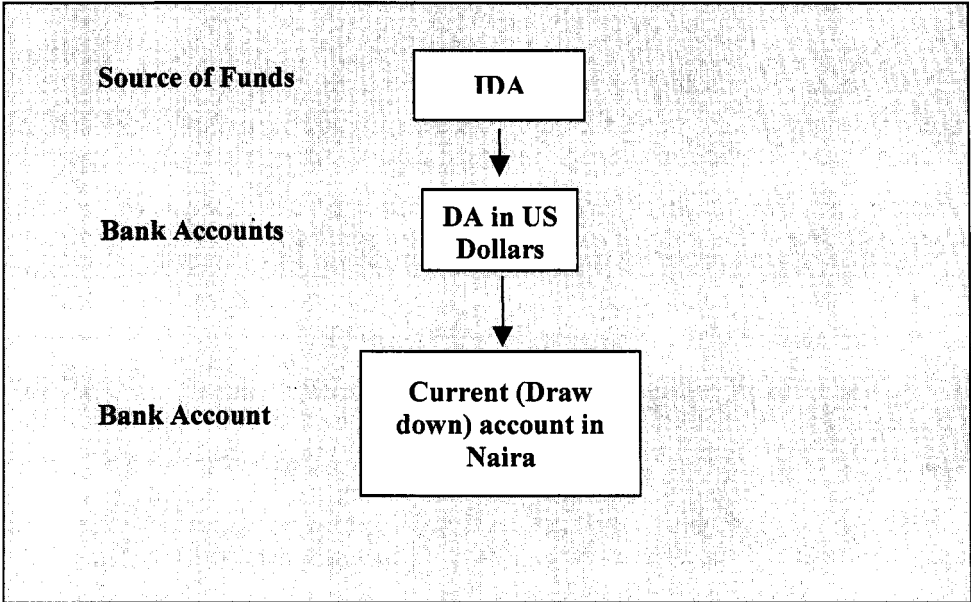 Source of Funds
IDA
Bank Accounts
DA in US
Dollars
Bank Account
Current (Draw
down) account in
Naira